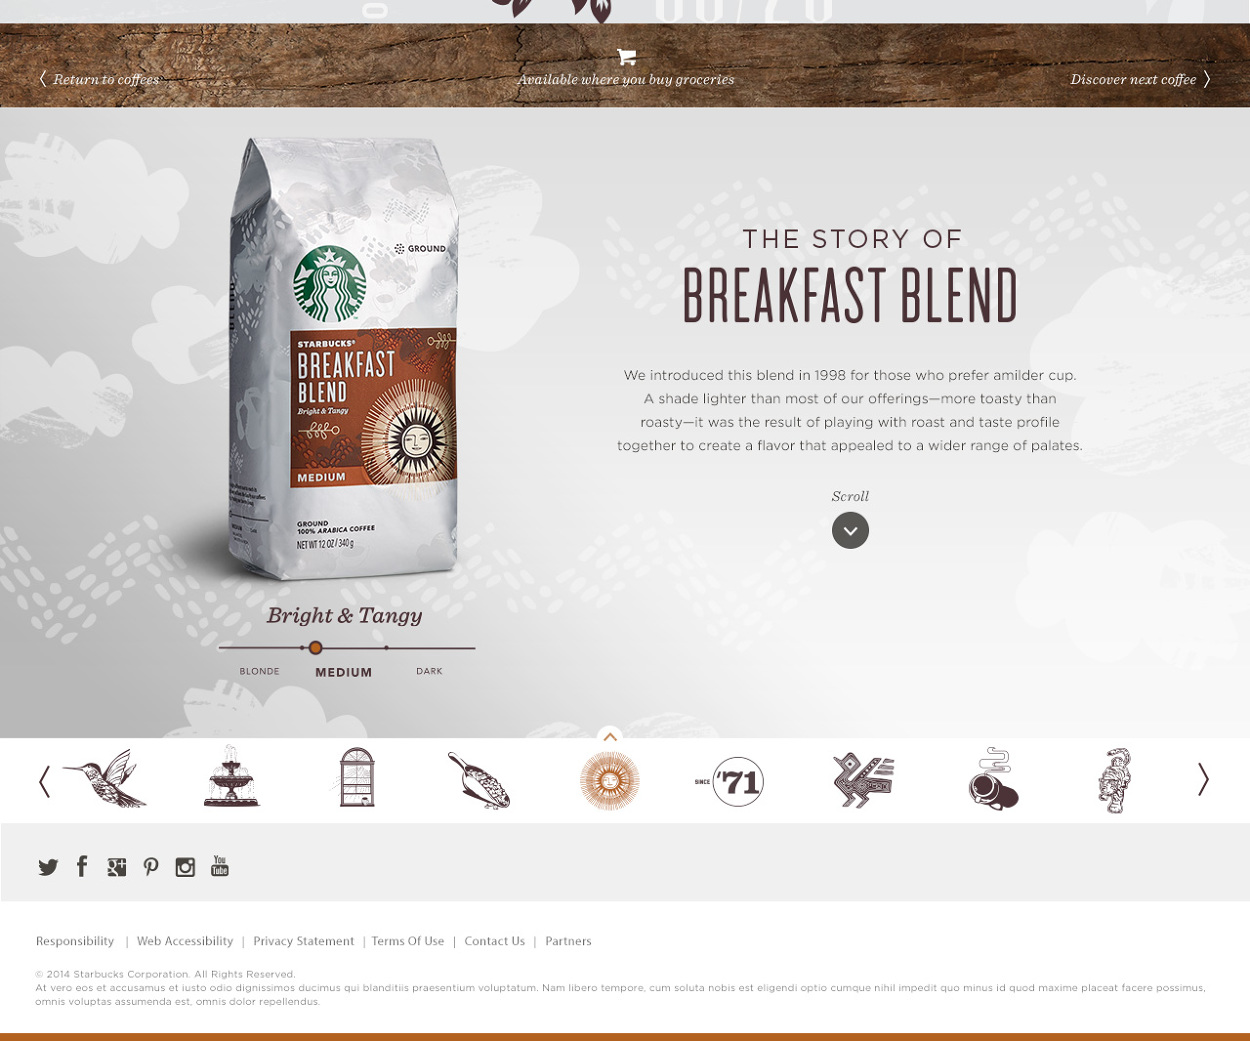 Return to coffees
Available where you buy groceries
Discover next coffee
GROUND
STARBUCKS®
BREAKFAST
BLEND
Bright & Tangy
MEDIUM
GROUND
100% ARABICA COFFEE
NET WT 12 OZ / 340 g
THE STORY OF
BREAKFAST BLEND
We introduced this blend in 1998 for those who prefer amilder cup.
A shade lighter than most of our offerings—more toasty than
roasty—it was the result of playing with roast and taste profile
together to create a flavor that appealed to a wider range of palates.
Scroll
Bright & Tangy
BLONDE MEDIUM DARK
SINCE '71
You
Tube
Responsibility | Web Accessibility | Privacy Statement | Terms Of Use | Contact Us | Partners
© 2014 Starbucks Corporation. All Rights Reserved.
At vero eos et accusamus et iusto odio dignissimos ducimus qui blanditiis praesentium voluptatum. Nam libero tempore, cum soluta nobis est eligendi optio cumque nihil impedit quo minus id quod maxime placeat facere possimus,
omnis voluptas assumenda est, omnis dolor repellendus.